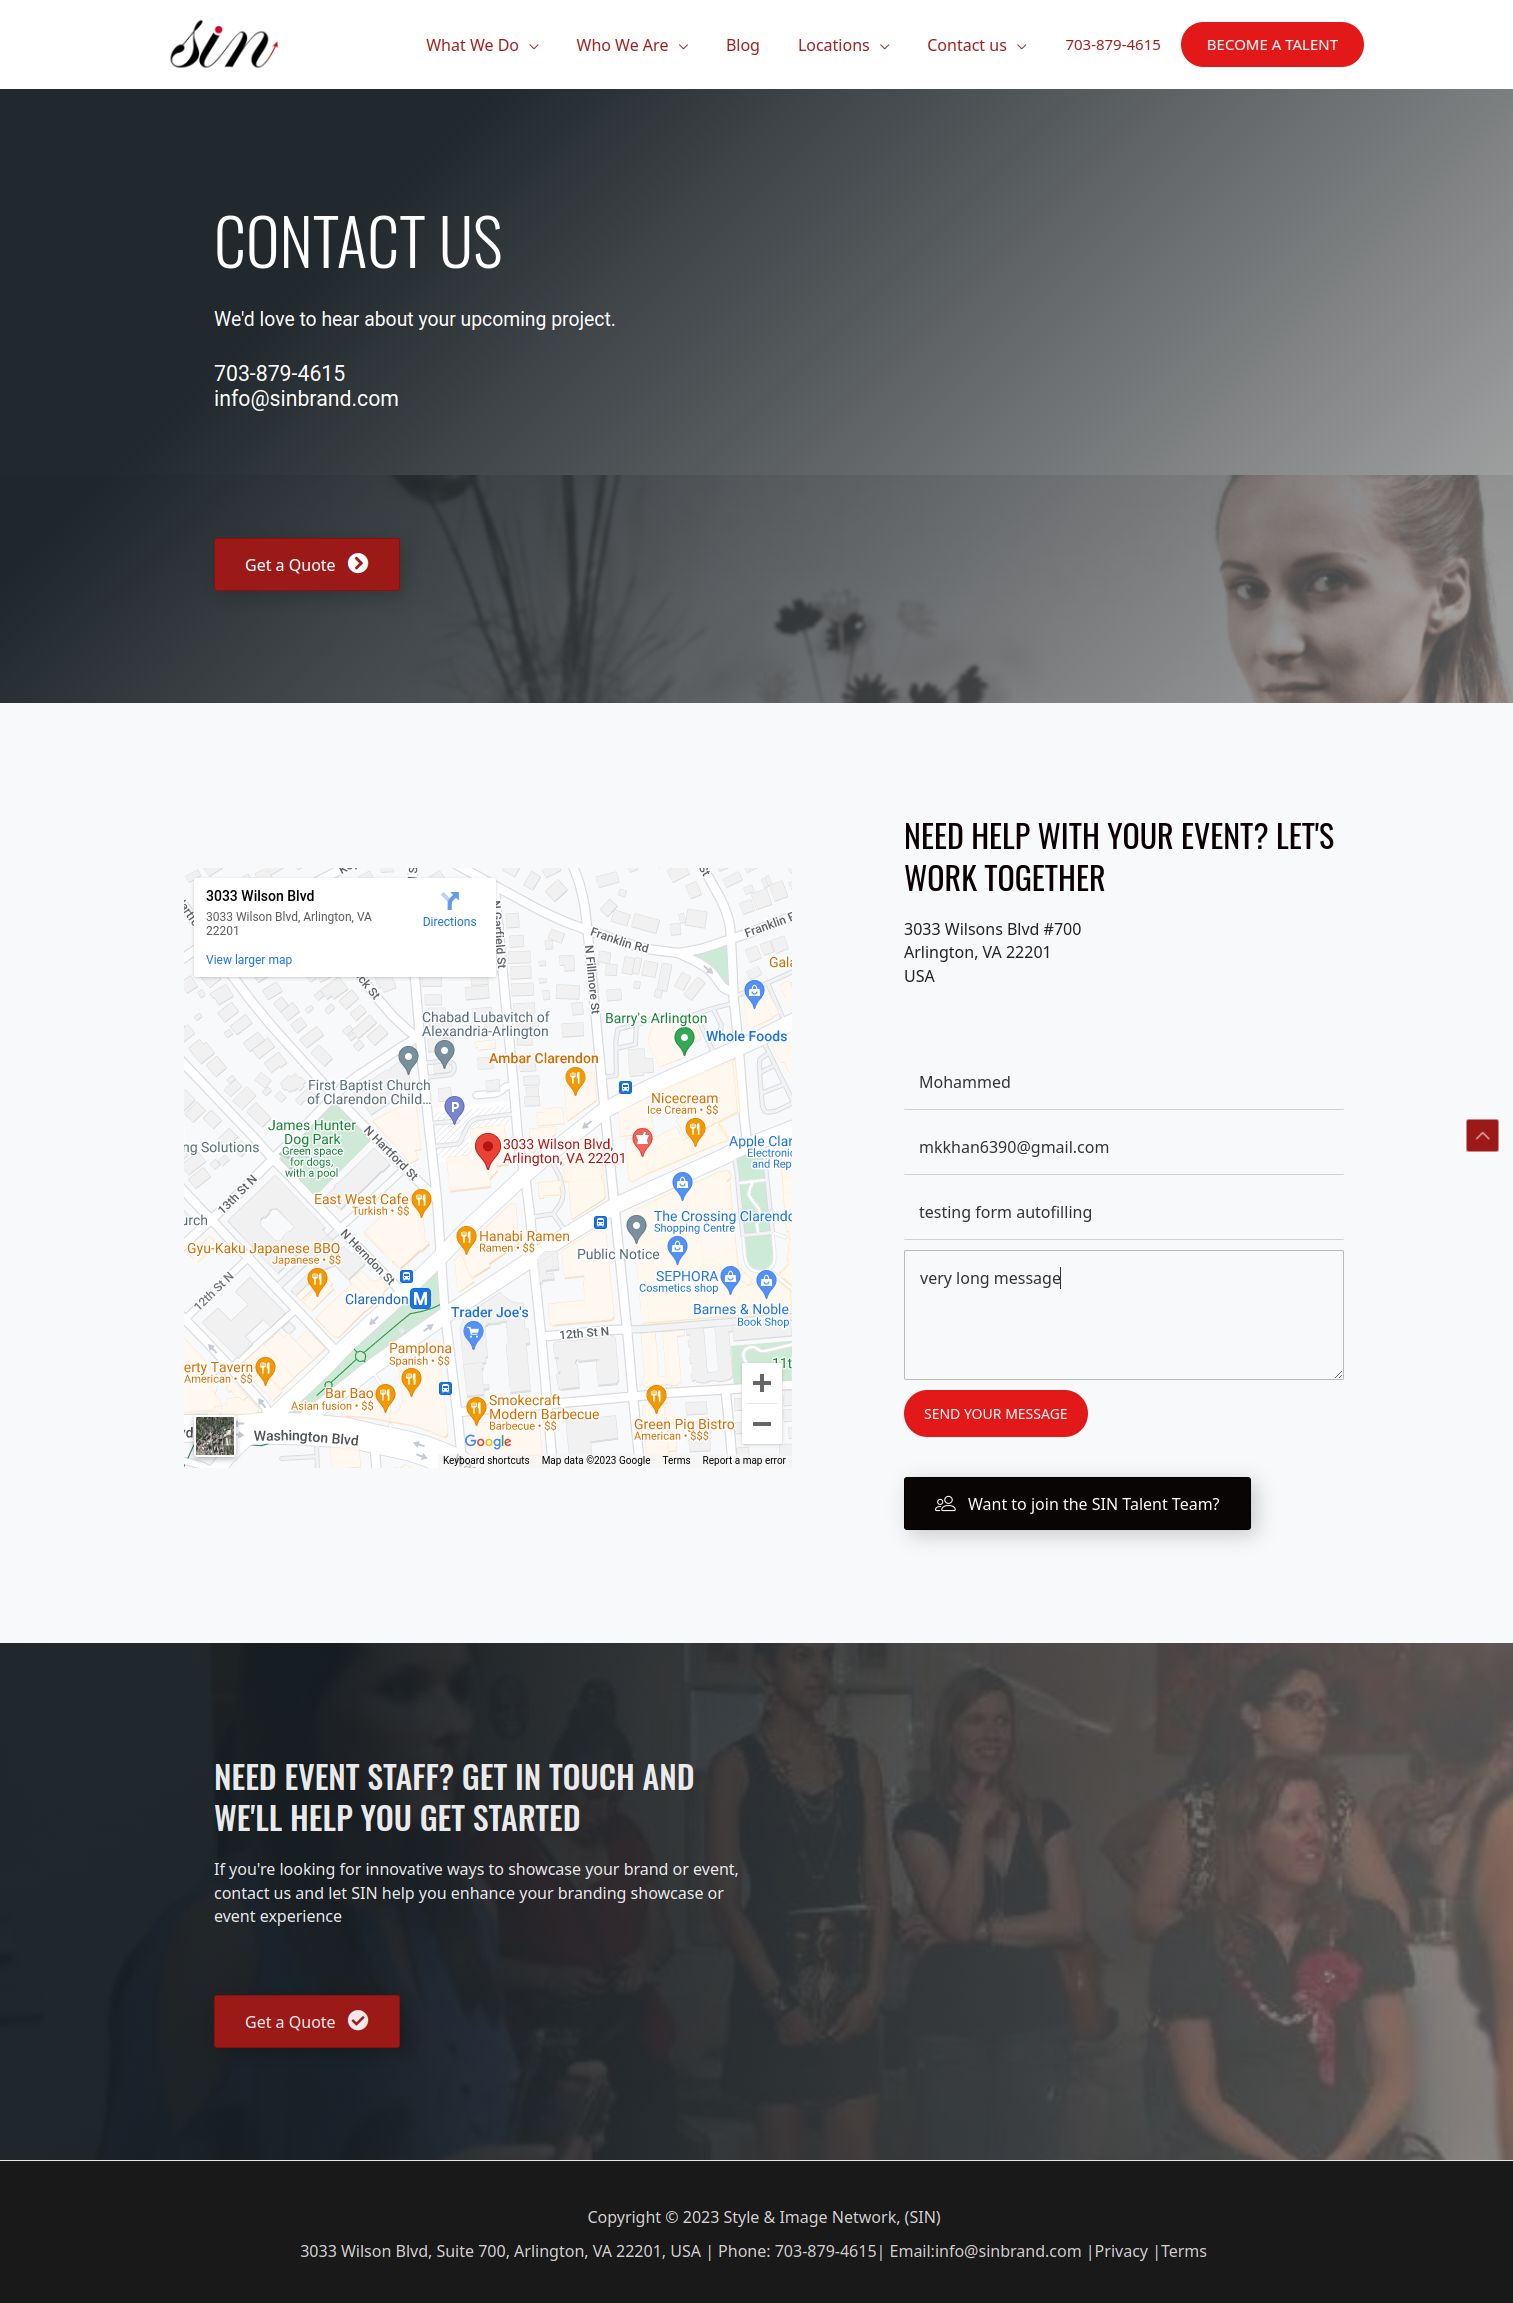 sin
What We Do
Who We Are
Blog
Locations
Contact us
703-879-4615
BECOME A TALENT
CONTACT US
We'd love to hear about your upcoming project.
703-879-4615
info@sinbrand.com
Get a Quote
NEED HELP WITH YOUR EVENT? LET'S
WORK TOGETHER
3033 Wilsons Blvd #700
Arlington, VA 22201
USA
3033 Wilson Blvd
3033 Wilson Blvd, Arlington, VA
22201
Directions
View larger map
N Garfield St
Franklin Rd
N Fillmore St
Chabad Lubavitch of
Alexandria-Arlington
Barry's Arlington
Whole Foods
Ambar Clarendon
First Baptist Church
of Clarendon Child...
P
Nicecream
Ice Cream • $$
James Hunter
Dog Park
Green space
for dogs,
with a pool
N Hartford St
ng Solutions
3033 Wilson Blvd,
Arlington, VA 22201
Apple Clar
Electronic
and Rep
13th St N
East West Cafe
Turkish • $$
The Crossing Clarendo
Shopping Centre
Hanabi Ramen
Ramen • $$
Public Notice
N Herndon St
Gyu-Kaku Japanese BBQ
Japanese • $$
SEPHORA
Cosmetics shop
12th St N
Clarendon
M
Trader Joe's
Barnes & Noble
Book Shop
12th St N
Pamplona
Spanish • $$
erty Tavern
American • $$
Bar Bao
Asian fusion • $$
Smokecraft
Modern Barbecue
Barbecue • $$
Green Pig Bistro
American • $$$
Washington Blvd
Google
Keyboard shortcuts
Map data ©2023 Google
Terms
Report a map error
Mohammed
mkkhan6390@gmail.com
testing form autofilling
very long message
SEND YOUR MESSAGE
Want to join the SIN Talent Team?
NEED EVENT STAFF? GET IN TOUCH AND
WE'LL HELP YOU GET STARTED
If you're looking for innovative ways to showcase your brand or event,
contact us and let SIN help you enhance your branding showcase or
event experience
Get a Quote
Copyright © 2023 Style & Image Network, (SIN)
3033 Wilson Blvd, Suite 700, Arlington, VA 22201, USA | Phone: 703-879-4615| Email:info@sinbrand.com |Privacy |Terms